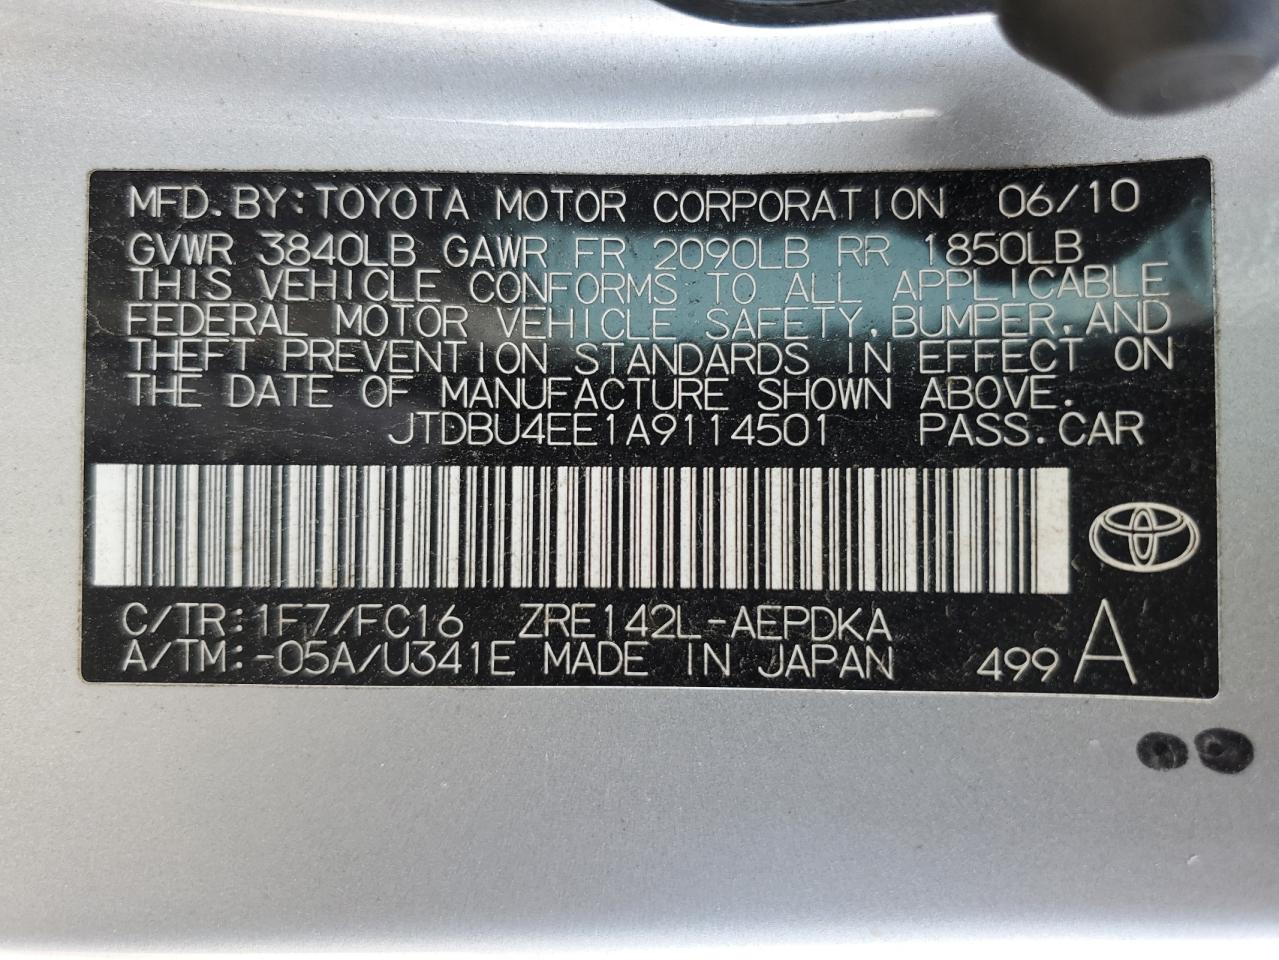 MFD.BY:TOYOTA MOTOR CORPORATION 06/10
GVWR 3840LB GAWR FR 2090LB RR 1850LB
THIS VEHICLE CONFORMS TO ALL APPLICABLE
FEDERAL MOTOR VEHICLE SAFETY,BUMPER,AND
THEFT PREVENTION STANDARDS IN EFFECT ON
THE DATE OF MANUFACTURE SHOWN ABOVE.
JTDBU4EE1A9114501 PASS.CAR
C/TR:1F7/FC16 ZRE142L-AEPDKA
A/TM:-05A/U341E MADE IN JAPAN 499 A